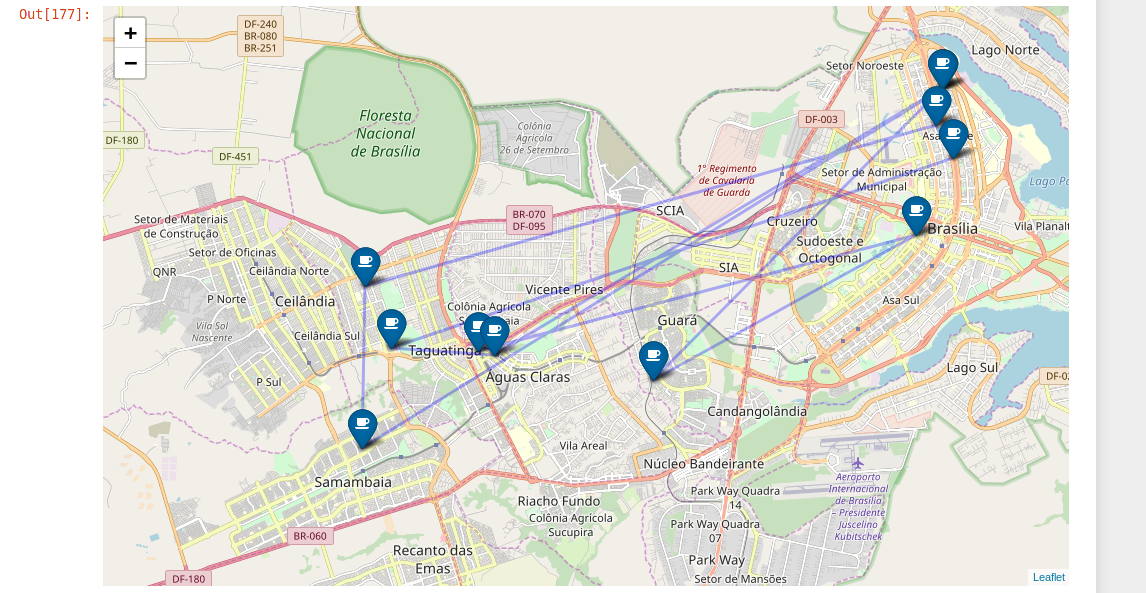 Out[177]:
+
−
DF-240
BR-080
BR-251
Floresta
Nacional
de Brasília
Colônia
Agrícola
26 de Setembro
DF-180
DF-451
Setor Noroeste
Lago Norte
DF-003
1º Regimento
de Cavalaria
de Guarda
Setor de Administração
Municipal
SCIA
BR-070
DF-095
Setor de Materiais
de Construção
Setor de Oficinas
QNR
Ceilândia Norte
P Norte
Ceilândia
Vila Sol
Nascente
Ceilândia Sul
P Sul
Cruzeiro
Sudoeste e
Octogonal
Brasília
Vila Planalt
Lago Pa
SIA
Vicente Pires
Colônia Agrícola
Asa Sul
Guará
Taguatinga
Águas Claras
Lago Sul
DF-02
Candangolândia
Vila Areal
Núcleo Bandeirante
Samambaia
Park Way Quadra
14
Aeroporto
Internacional
de Brasília
– Presidente
Juscelino
Kubitschek
Riacho Fundo
Colônia Agrícola
Sucupira
Park Way Quadra
07
BR-060
Recanto das
Emas
Park Way
DF-180
Setor de Mansões
Leaflet